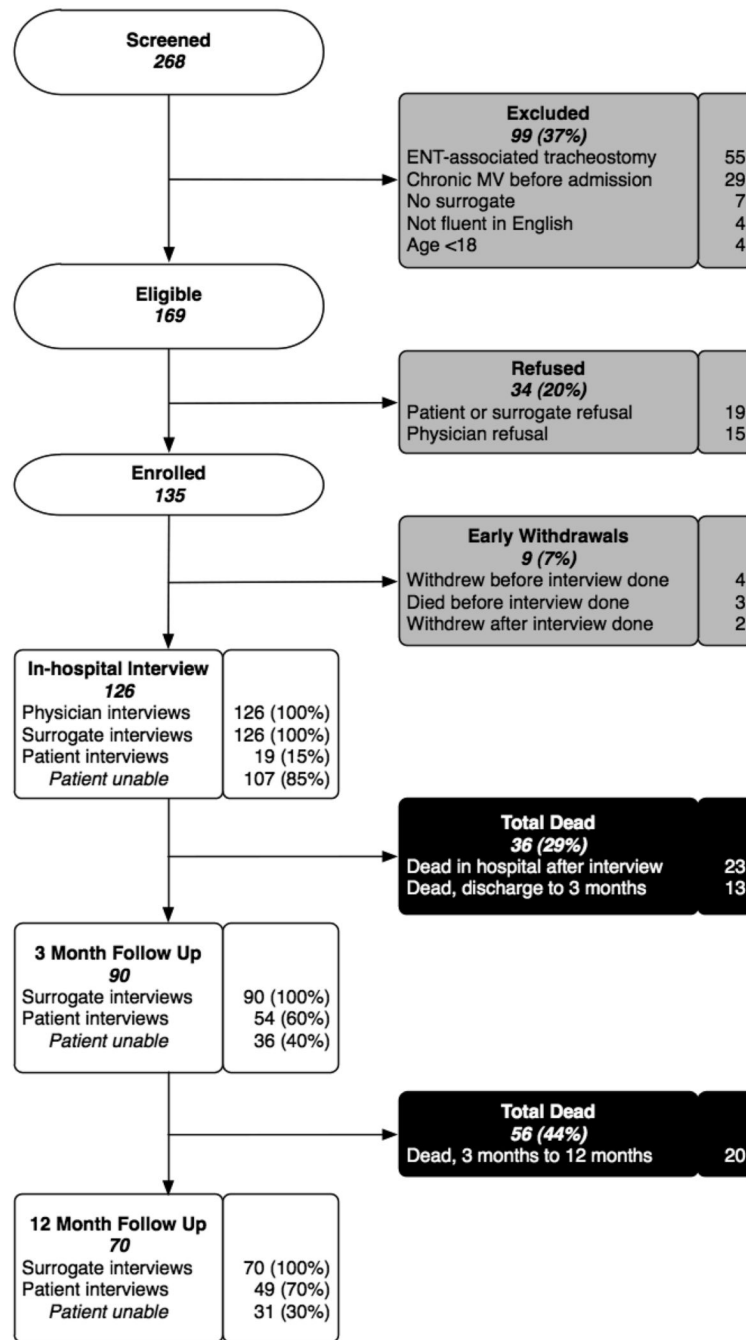 Screened
268
Excluded
99 (37%)
ENT-associated tracheostomy 55
Chronic MV before admission 29
No surrogate 7
Not fluent in English 4
Age <18 4
Eligible
169
Refused
34 (20%)
Patient or surrogate refusal 19
Physician refusal 15
Enrolled
135
Early Withdrawals
9 (7%)
Withdrew before interview done 4
Died before interview done 3
Withdrew after interview done 2
In-hospital Interview
126
Physician interviews 126 (100%)
Surrogate interviews 126 (100%)
Patient interviews 19 (15%)
Patient unable 107 (85%)
Total Dead
36 (29%)
Dead in hospital after interview 23
Dead, discharge to 3 months 13
3 Month Follow Up
90
Surrogate interviews 90 (100%)
Patient interviews 54 (60%)
Patient unable 36 (40%)
Total Dead
56 (44%)
Dead, 3 months to 12 months 20
12 Month Follow Up
70
Surrogate interviews 70 (100%)
Patient interviews 49 (70%)
Patient unable 31 (30%)